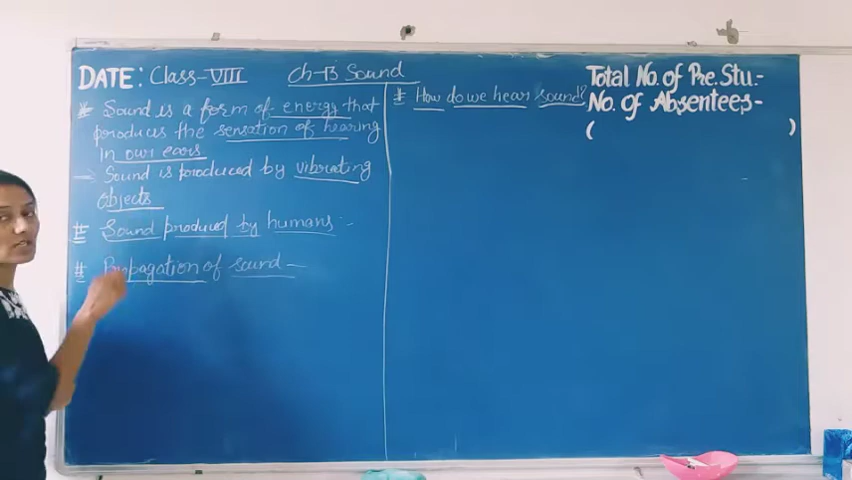 DATE: Class-VIII Ch-13 Sound
* Sound is a form of energy that
produces the sensation of hearing
in our ears.
→ Sound is produced by vibrating
objects
# Sound produced by humans:-
# Propagation of sound-
# How do we hear sound?
Total No. of Pre. Stu.-
No. of Absentees-
( )